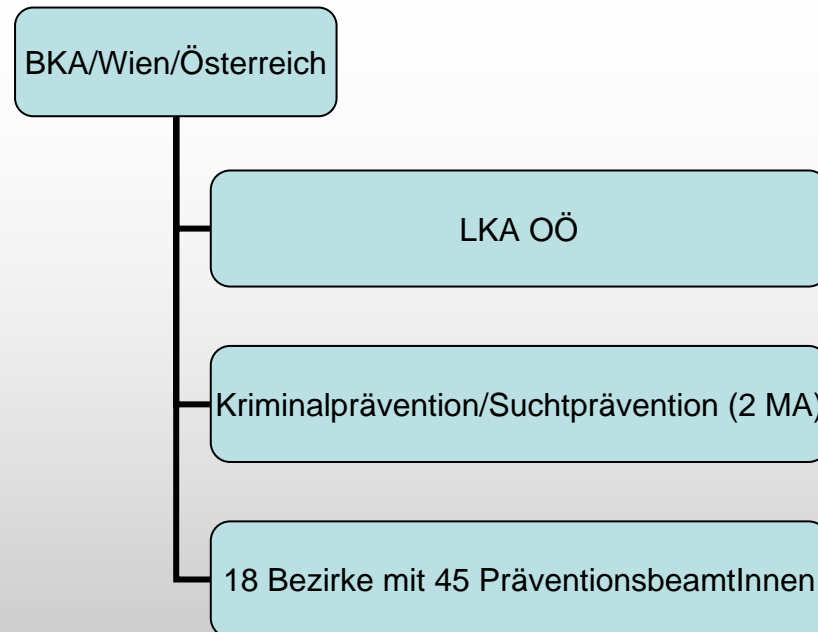 BKA/Wien/Österreich
LKA OÖ
Kriminalprävention/Suchtprävention (2 MA)
18 Bezirke mit 45 PräventionsbeamtInnen